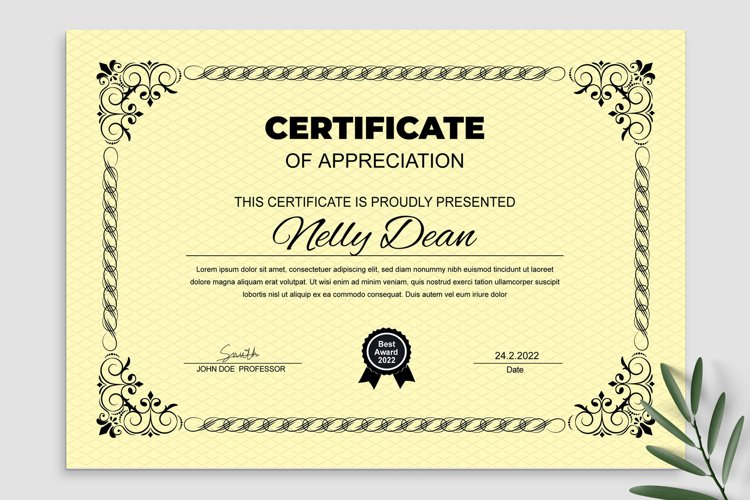 CERTIFICATE
OF APPRECIATION
THIS CERTIFICATE IS PROUDLY PRESENTED
Nelly Dean
Lorem ipsum dolor sit amet, consectetuer adipiscing elit, sed diam nonummy nibh euismod tincidunt ut laoreet dolore
magna aliquam erat volutpat. Ut wisi enim ad minim veniam, quis nostrud exerci tation ullamcorper suscipit
lobortis nisl ut aliquip ex ea commodo consequat. Duis autem vel eum iriure dolor
Smith
JOHN DOE PROFESSOR
Best
Award
2022
24.2.2022
Date